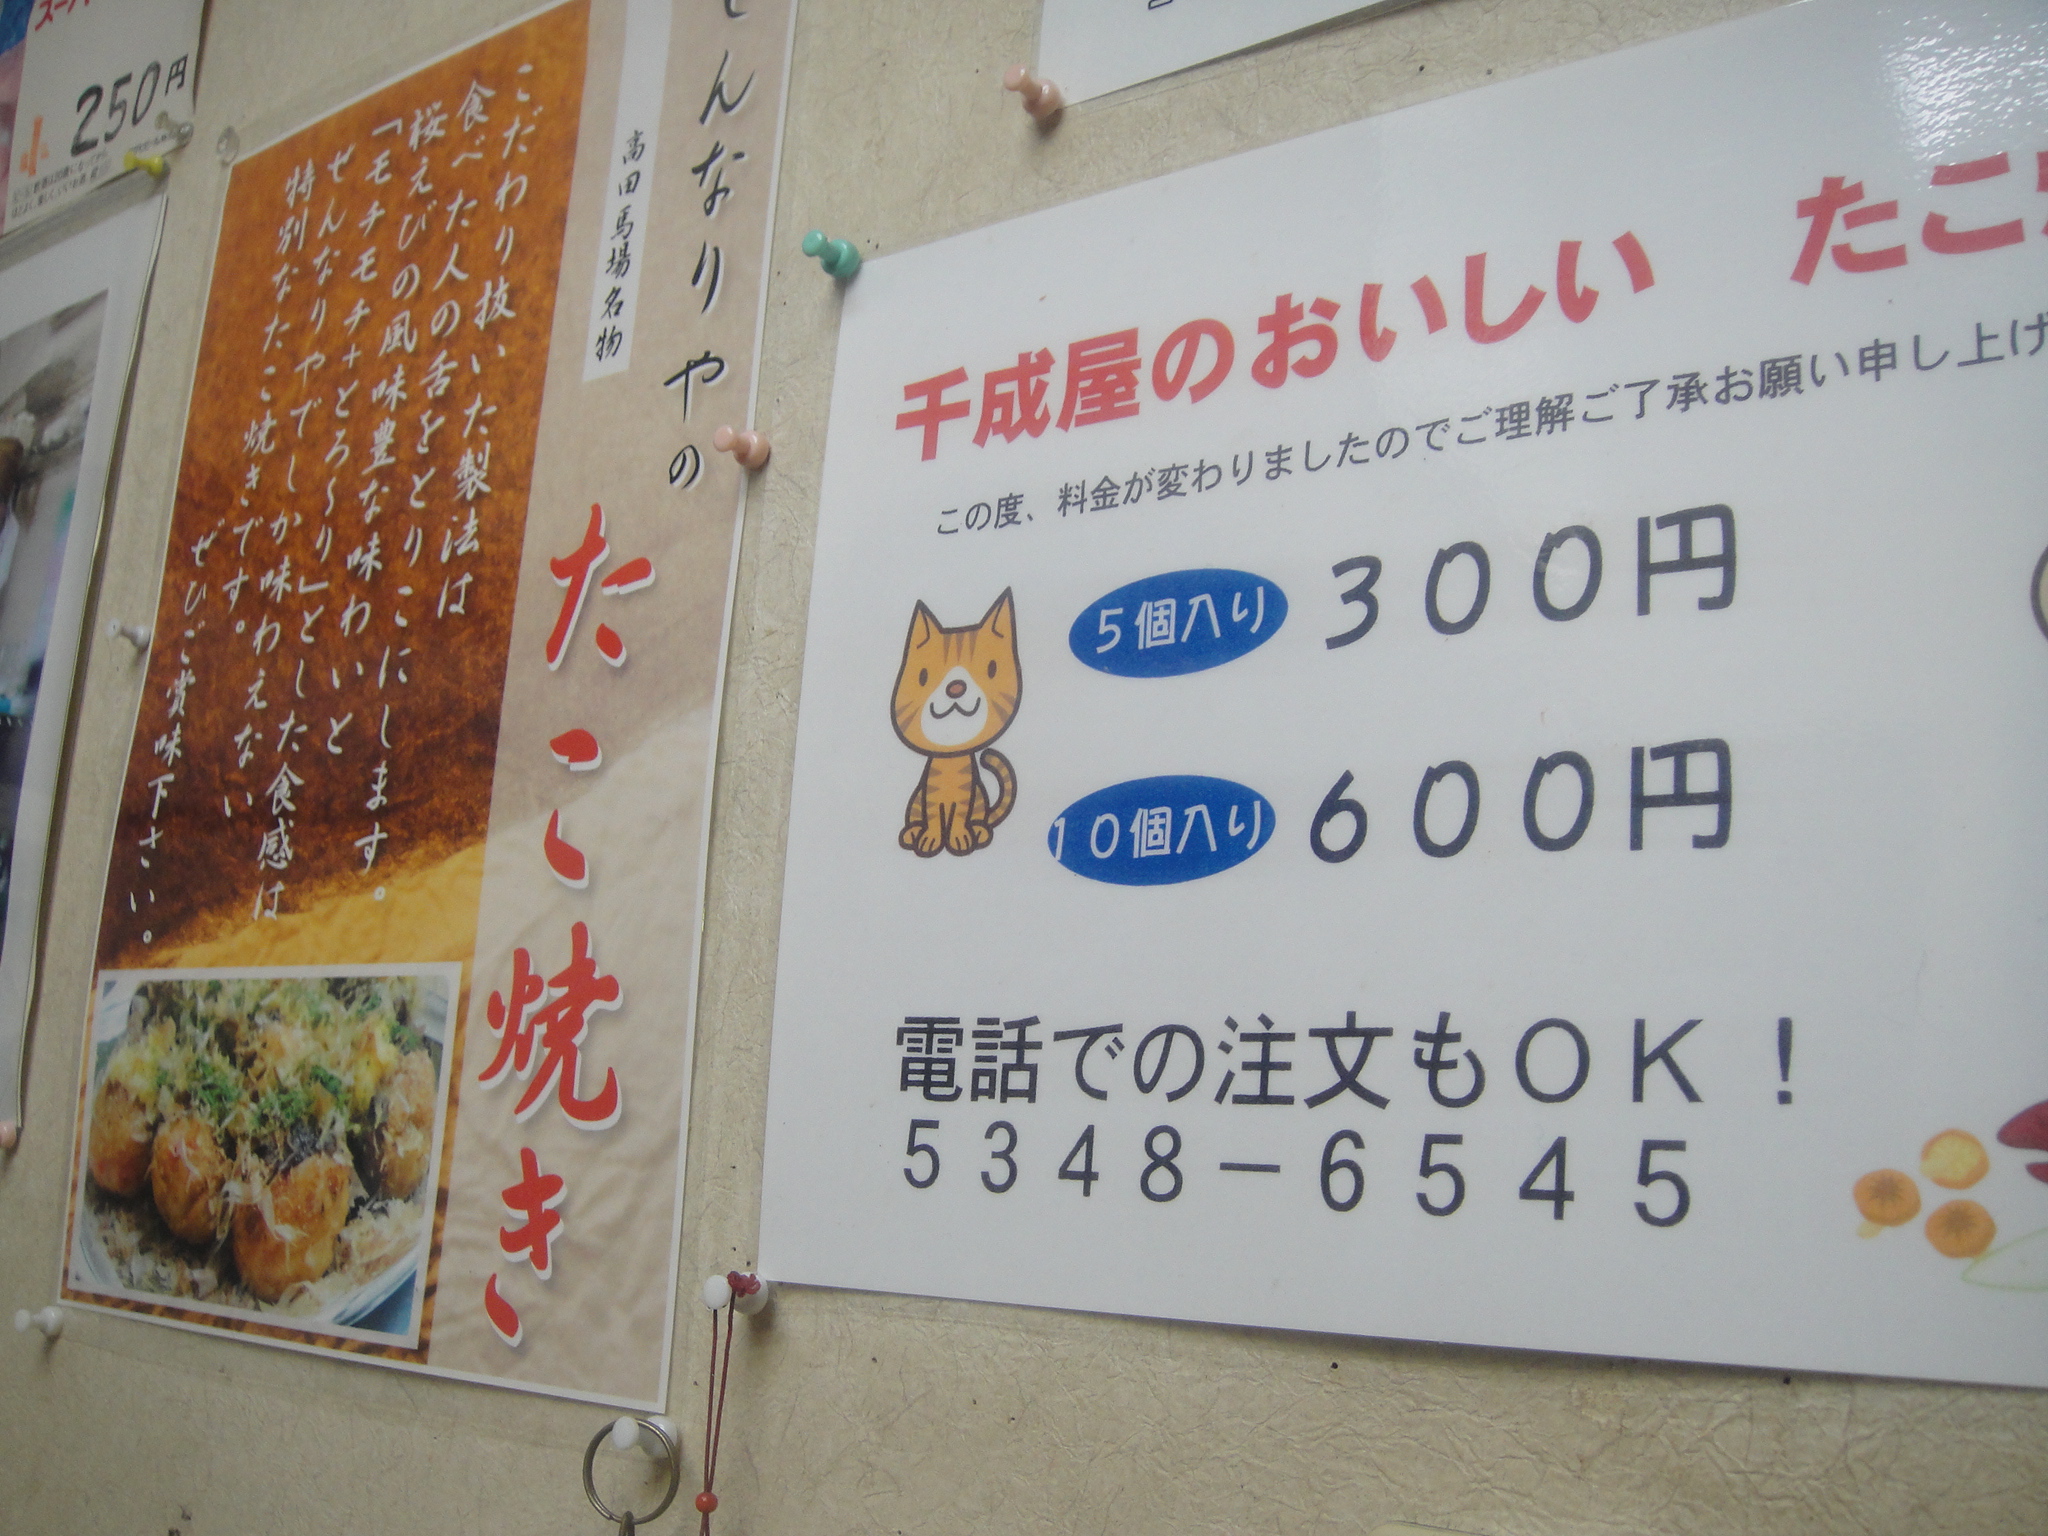 250円
高田馬場名物
んなりやの
たこ焼き
こだわり抜いた製法は
食べた人の舌をとりこにします。
桜えびの風味豊な味わいと
「モチモチ+とろ〜り」とした食感は
ぜんなりやでしか味わえない
特別なたこ焼きです。
ぜひご賞味下さい。
千成屋のおいしい たこ
この度、料金が変わりましたのでご理解ご了承お願い申し上げ
5個入り 300円
10個入り 600円
電話での注文もOK!
5348-6545